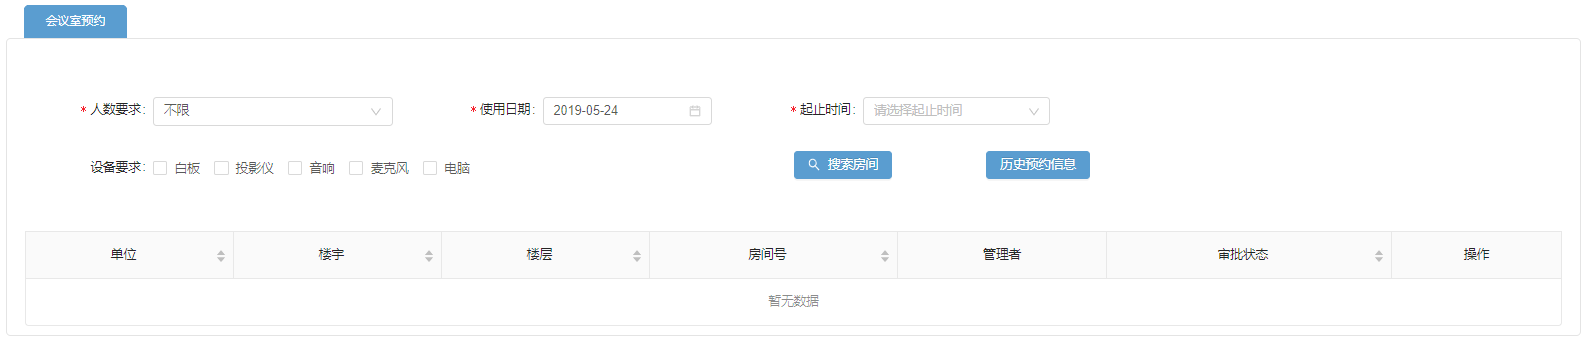 会议室预约
* 人数要求: 不限 * 使用日期: 2019-05-24 * 起止时间: 请选择起止时间
设备要求: 白板 投影仪 音响 麦克风 电脑 搜索房间 历史预约信息
单位 楼宇 楼层 房间号 管理者 审批状态 操作
暂无数据